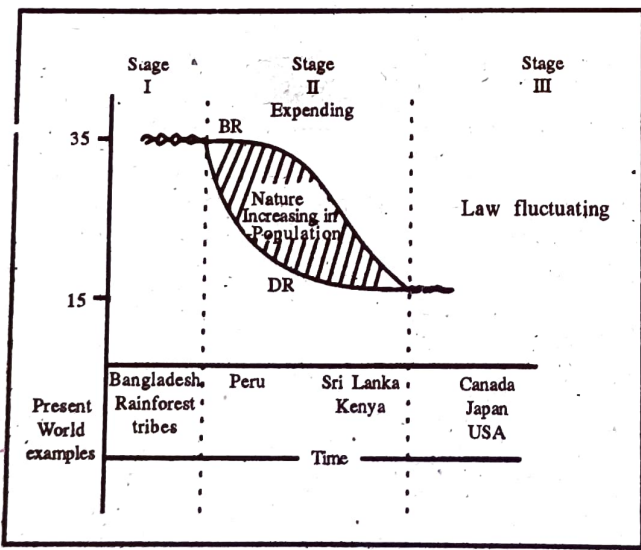 Stage
I
Stage
II
Expending
Stage
III
35
BR
Nature
Increasing in
Population
Law fluctuating
DR
15
Present
World
examples
Bangladesh
Rainforest
tribes
Peru
Sri Lanka
Kenya
Canada
Japan
USA
Time